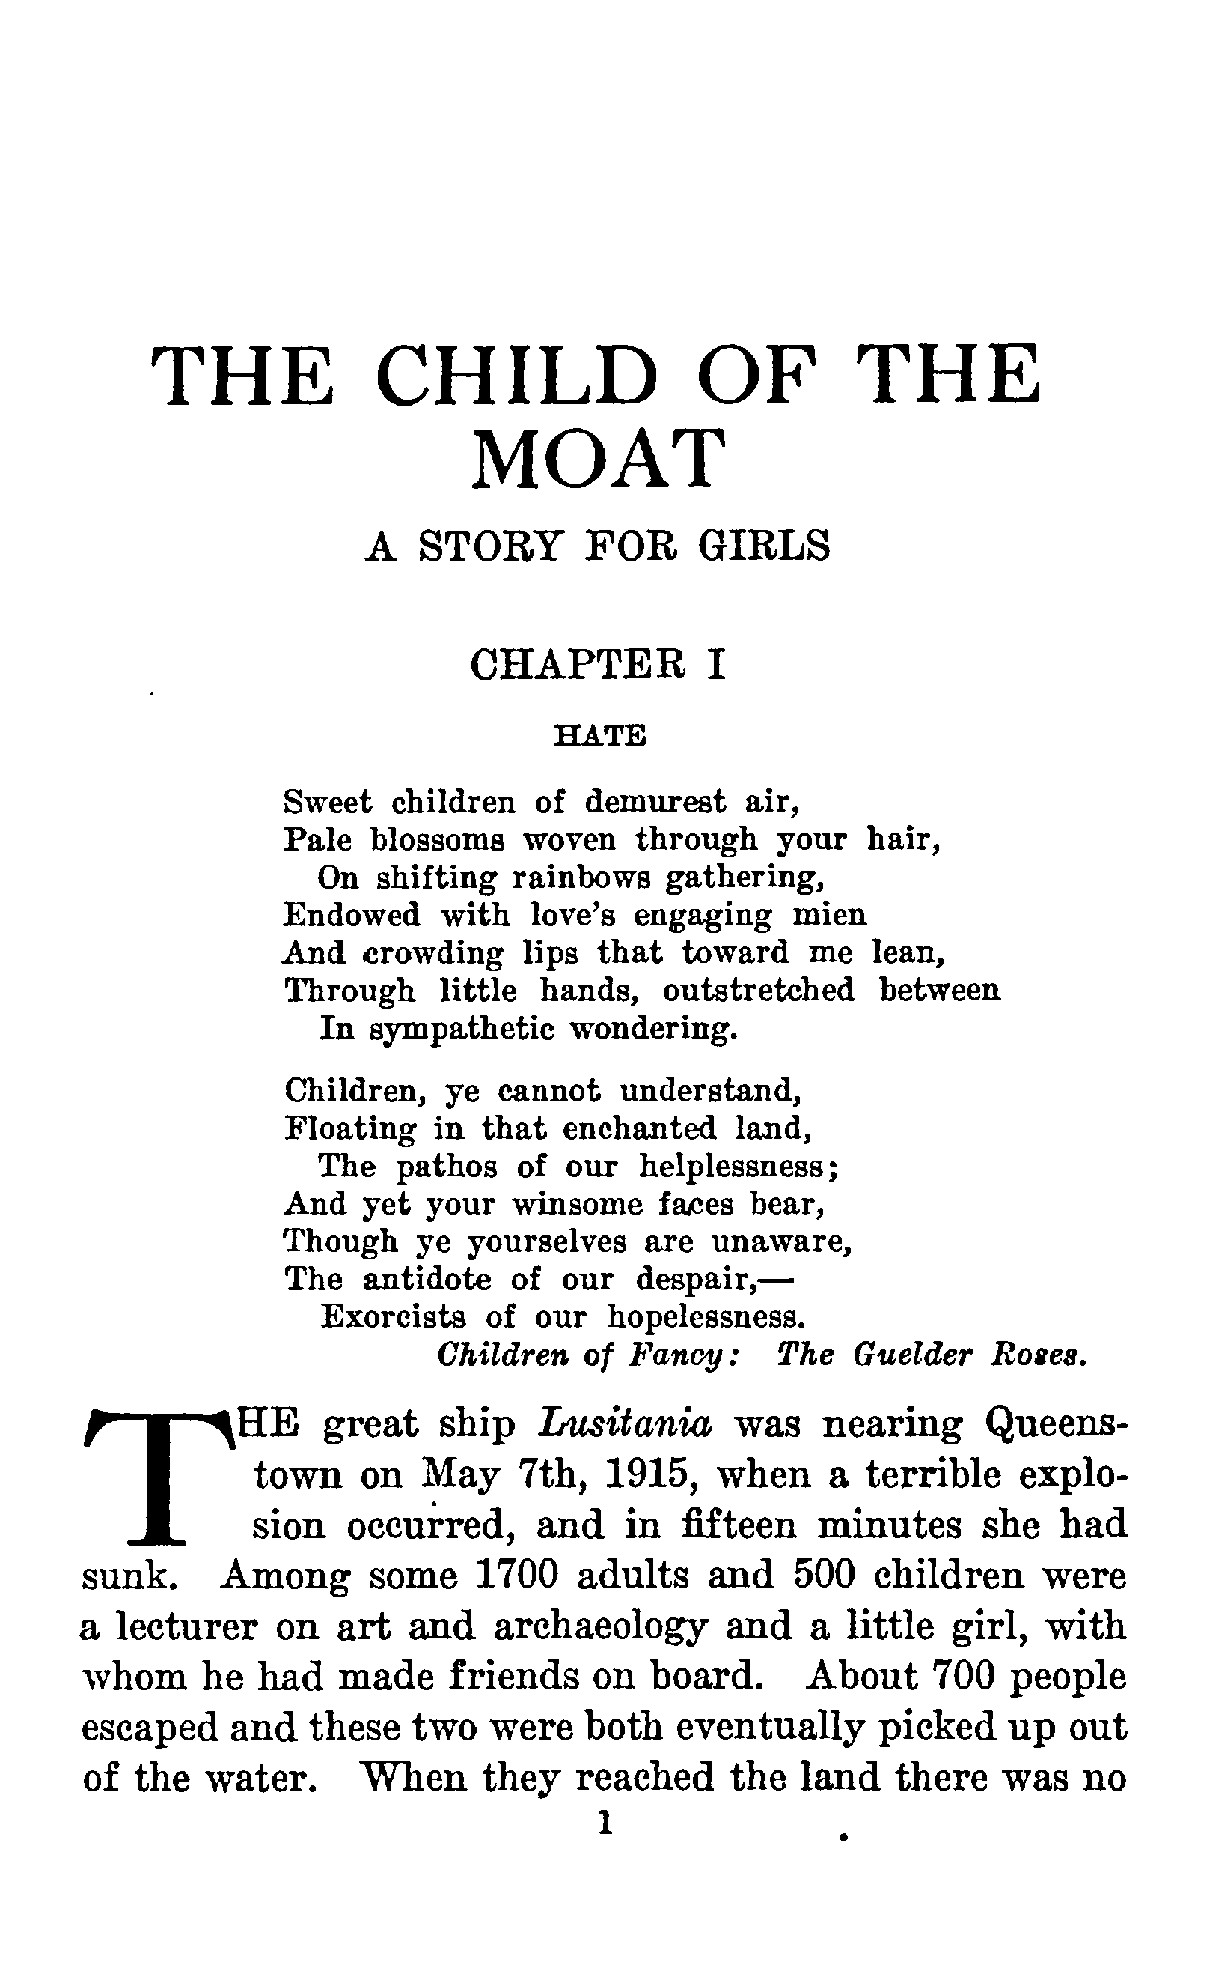 THE CHILD OF THE
MOAT
A STORY FOR GIRLS
CHAPTER I
HATE
Sweet children of demurest air,
Pale blossoms woven through your hair,
On shifting rainbows gathering,
Endowed with love's engaging mien
And crowding lips that toward me lean,
Through little hands, outstretched between
In sympathetic wondering.
Children, ye cannot understand,
Floating in that enchanted land,
The pathos of our helplessness;
And yet your winsome faces bear,
Though ye yourselves are unaware,
The antidote of our despair,—
Exorcists of our hopelessness.
Children of Fancy: The Guelder Roses.
THE great ship Lusitania was nearing Queens-
town on May 7th, 1915, when a terrible explo-
sion occurred, and in fifteen minutes she had
sunk. Among some 1700 adults and 500 children were
a lecturer on art and archaeology and a little girl, with
whom he had made friends on board. About 700 people
escaped and these two were both eventually picked up out
of the water. When they reached the land there was no
1